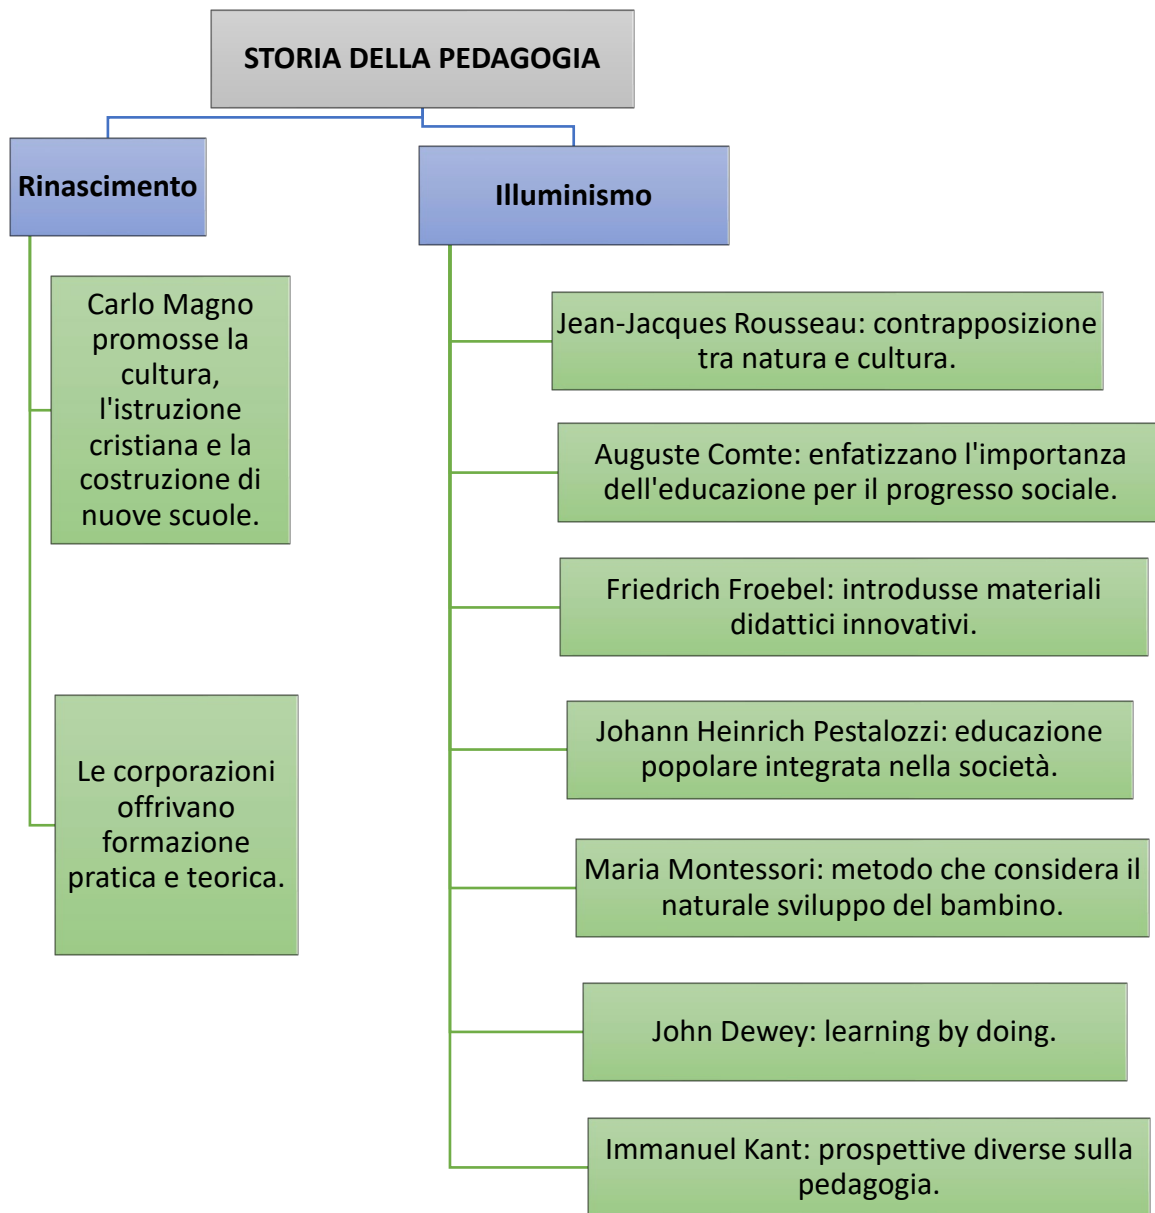 STORIA DELLA PEDAGOGIA
Rinascimento
Carlo Magno
promosse la
cultura,
l'istruzione
cristiana e la
costruzione di
nuove scuole.
Le corporazioni
offrivano
formazione
pratica e teorica.
Illuminismo
Jean-Jacques Rousseau: contrapposizione
tra natura e cultura.
Auguste Comte: enfatizzano l'importanza
dell'educazione per il progresso sociale.
Friedrich Froebel: introdusse materiali
didattici innovativi.
Johann Heinrich Pestalozzi: educazione
popolare integrata nella società.
Maria Montessori: metodo che considera il
naturale sviluppo del bambino.
John Dewey: learning by doing.
Immanuel Kant: prospettive diverse sulla
pedagogia.